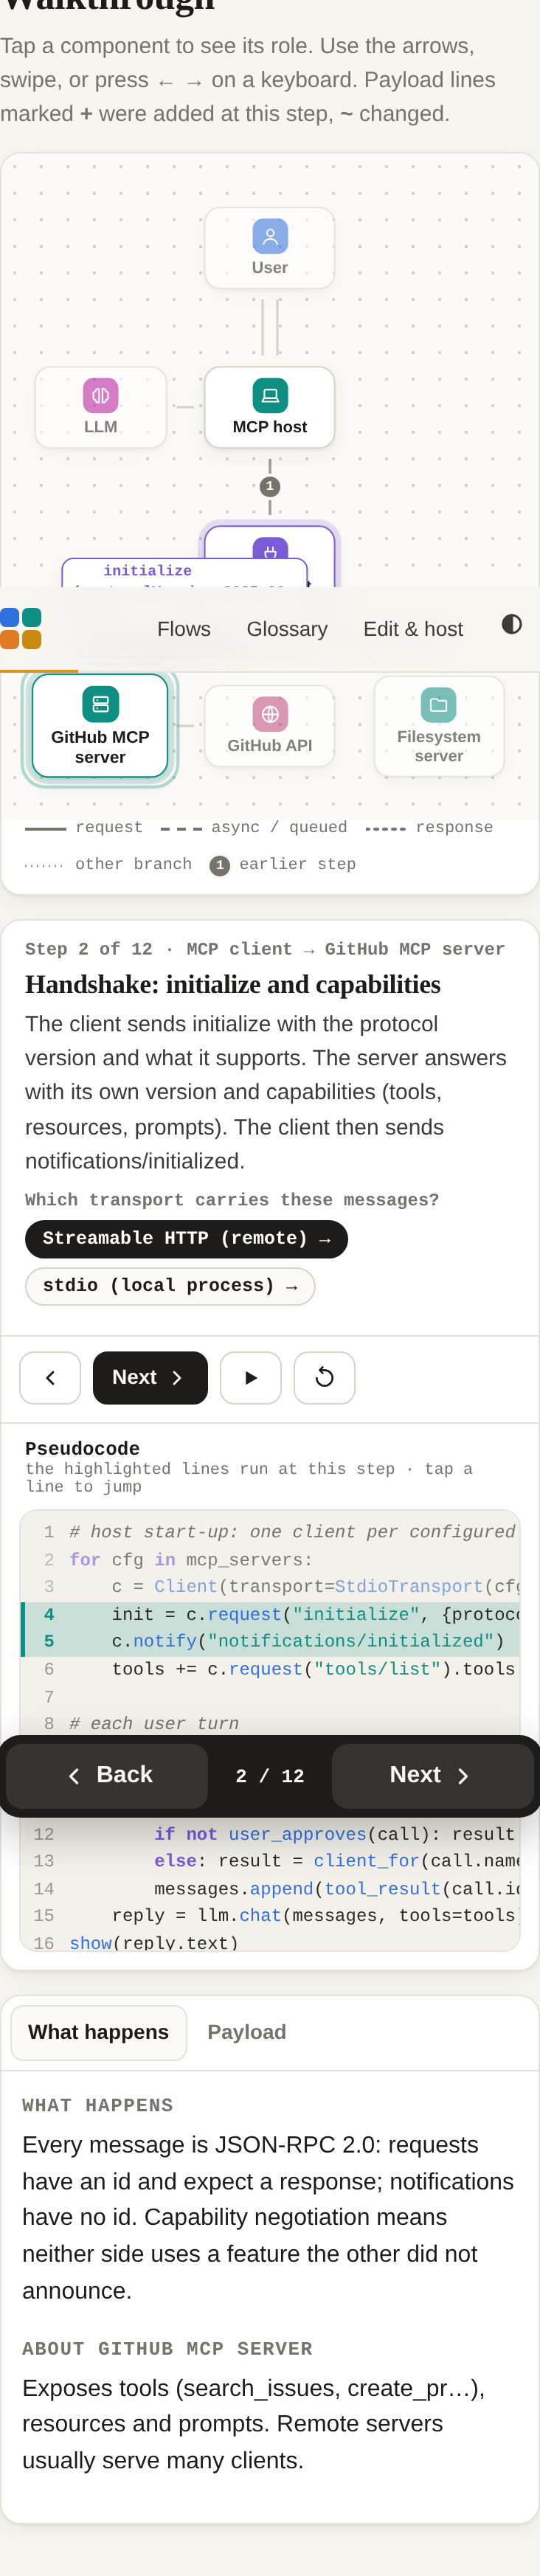 Walkthrough
Tap a component to see its role. Use the arrows,
swipe, or press ← → on a keyboard. Payload lines
marked + were added at this step, ~ changed.
User
LLM
MCP host
1
initialize
Flows
Glossary
Edit & host
GitHub MCP
server
GitHub API
Filesystem
server
request
async / queued
response
other branch
1
earlier step
Step 2 of 12 · MCP client → GitHub MCP server
Handshake: initialize and capabilities
The client sends initialize with the protocol
version and what it supports. The server answers
with its own version and capabilities (tools,
resources, prompts). The client then sends
notifications/initialized.
Which transport carries these messages?
Streamable HTTP (remote) →
stdio (local process) →
Next
Pseudocode
the highlighted lines run at this step · tap a
line to jump
1 # host start-up: one client per configured
2 for cfg in mcp_servers:
3 c = Client(transport=StdioTransport(cfg
4 init = c.request("initialize", {protoco
5 c.notify("notifications/initialized")
6 tools += c.request("tools/list").tools
7
8 # each user turn
Back
2 / 12
Next
12 if not user_approves(call): result
13 else: result = client_for(call.name
14 messages.append(tool_result(call.id
15 reply = llm.chat(messages, tools=tools)
16 show(reply.text)
What happens
Payload
WHAT HAPPENS
Every message is JSON-RPC 2.0: requests
have an id and expect a response; notifications
have no id. Capability negotiation means
neither side uses a feature the other did not
announce.
ABOUT GITHUB MCP SERVER
Exposes tools (search_issues, create_pr…),
resources and prompts. Remote servers
usually serve many clients.